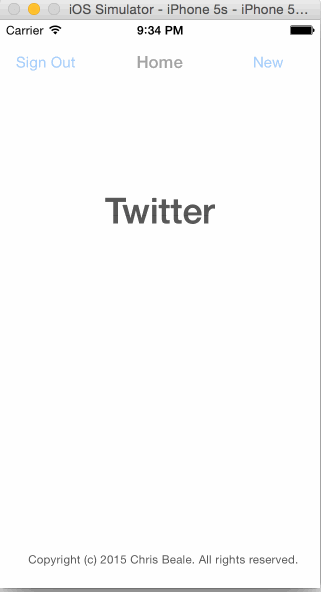 iOS Simulator - iPhone 5s - iPhone 5...
Carrier 9:34 PM
Sign Out Home New
Twitter
Copyright (c) 2015 Chris Beale. All rights reserved.